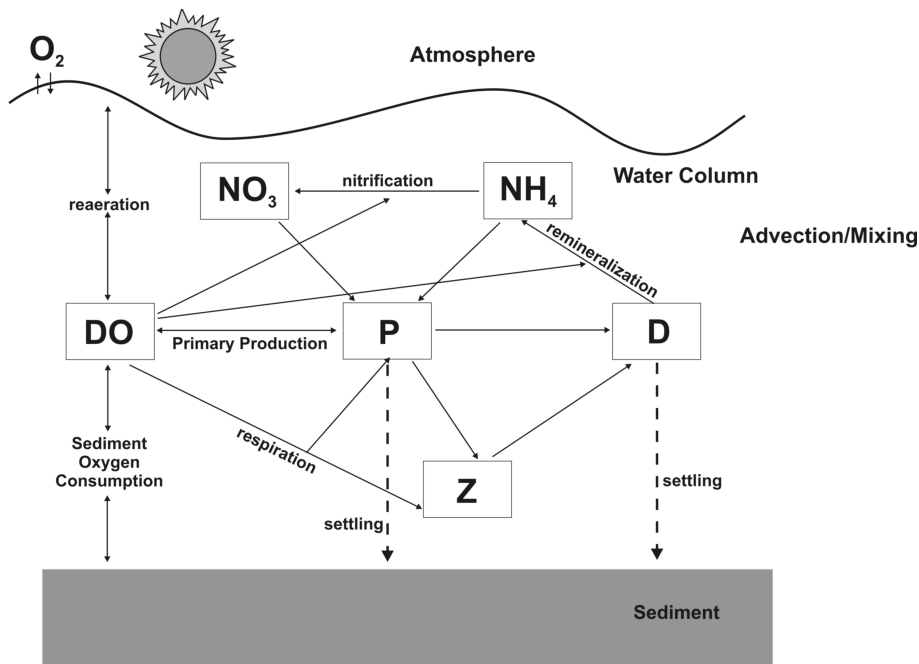 O₂
Atmosphere
Water Column
Advection/Mixing
reaeration
NO₃
nitrification
NH₄
remineralization
DO
Primary Production
P
D
Sediment
Oxygen
Consumption
respiration
Z
settling
settling
Sediment